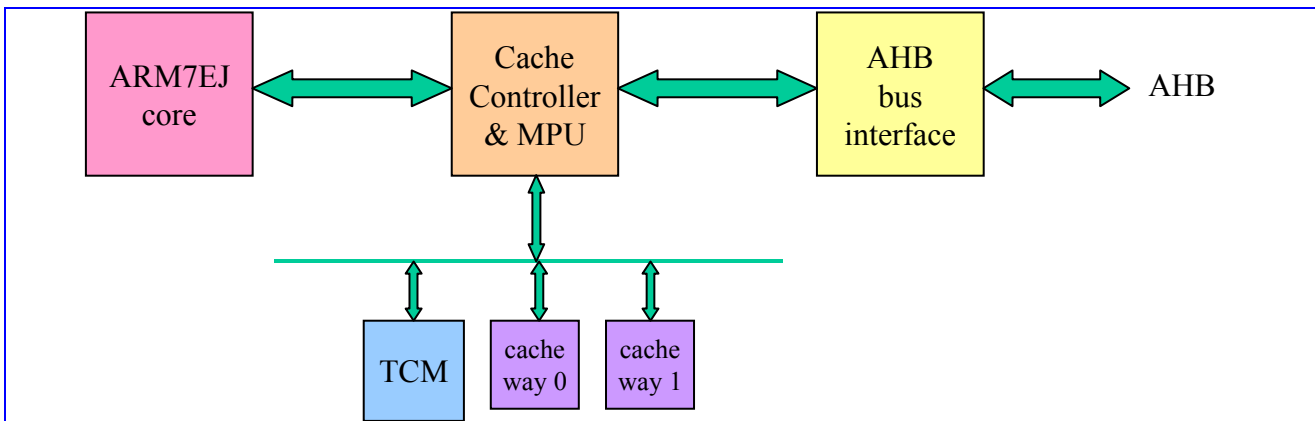 ARM7EJ
core
Cache
Controller
& MPU
AHB
bus
interface
AHB
TCM
cache
way 0
cache
way 1